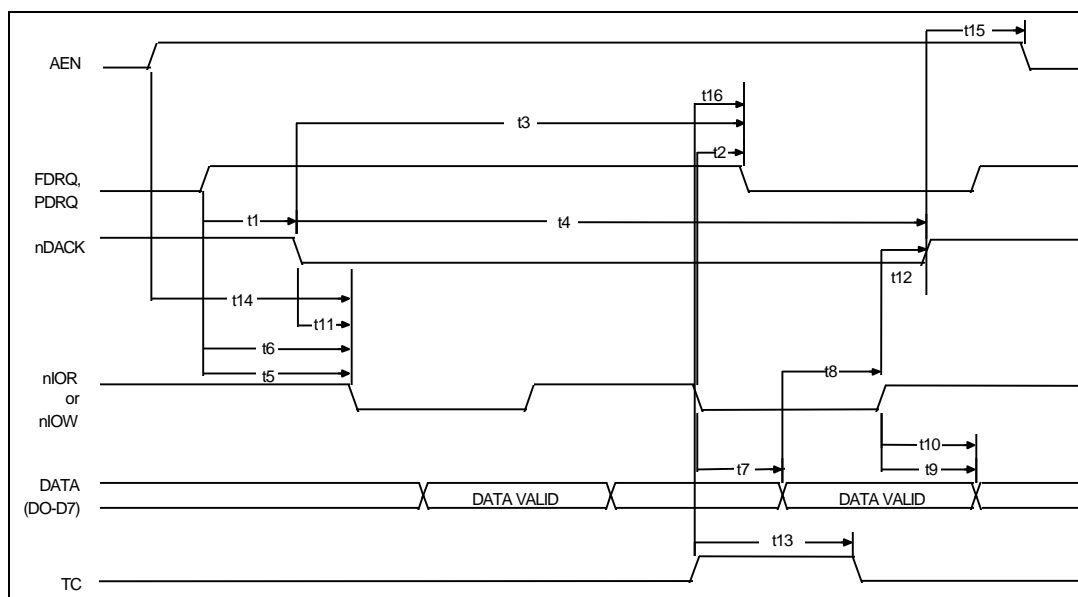 t15
AEN
t16
t3
t2
FDRQ,
PDRQ
t1
t4
nDACK
t12
t14
t11
t6
t8
t5
nIOR
or
nIOW
t10
t7
t9
DATA
(DO-D7)
DATA VALID
DATA VALID
t13
TC